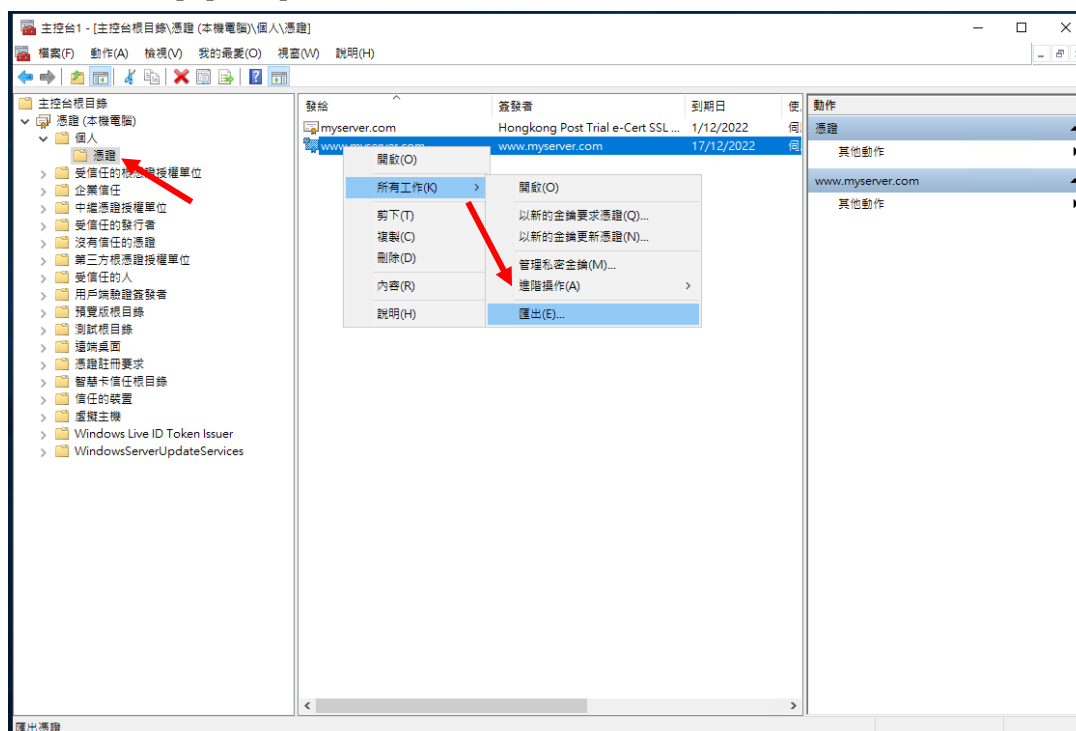 主控台1 - [主控台根目錄\憑證 (本機電腦)\個人\憑證]
檔案(F) 動作(A) 檢視(V) 我的最愛(O) 視窗(W) 說明(H)
主控台根目錄
憑證 (本機電腦)
個人
憑證
受信任的根憑證授權單位
企業信任
中繼憑證授權單位
受信任的發行者
沒有信任的憑證
第三方根憑證授權單位
受信任的人
用戶端驗證簽發者
預覽版根目錄
測試根目錄
遠端桌面
憑證註冊要求
智慧卡信任根目錄
信任的裝置
虛擬主機
Windows Live ID Token Issuer
WindowsServerUpdateServices
發給 簽發者 到期日 使
myserver.com Hongkong Post Trial e-Cert SSL ... 1/12/2022 伺
www.myserver.com www.myserver.com 17/12/2022 伺
開啟(O)
所有工作(K)
剪下(T)
複製(C)
刪除(D)
內容(R)
說明(H)
開啟(O)
以新的金鑰要求憑證(Q)...
以新的金鑰更新憑證(N)...
管理私密金鑰(M)...
進階操作(A)
匯出(E)...
動作
憑證
其他動作
www.myserver.com
其他動作
匯出憑證